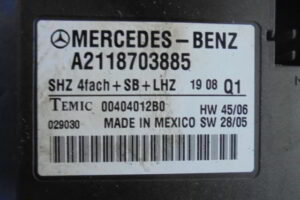 MERCEDES-BENZ
A2118703885
SHZ 4fach + SB + LHZ 19 08 Q1
TEMIC 00404012B0 HW 45/06
029030 MADE IN MEXICO SW 28/05